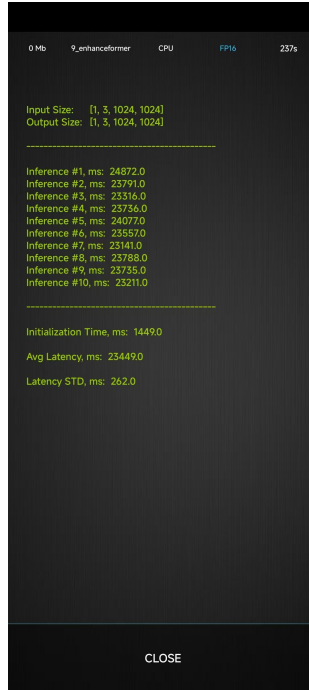 0 Mb 9_enhanceformer CPU FP16 237s
Input Size: [1, 3, 1024, 1024]
Output Size: [1, 3, 1024, 1024]
---------------------------------------------
Inference #1, ms: 24872.0
Inference #2, ms: 23791.0
Inference #3, ms: 23316.0
Inference #4, ms: 23736.0
Inference #5, ms: 24077.0
Inference #6, ms: 23557.0
Inference #7, ms: 23141.0
Inference #8, ms: 23788.0
Inference #9, ms: 23735.0
Inference #10, ms: 23211.0
---------------------------------------------
Initialization Time, ms: 1449.0
Avg Latency, ms: 23449.0
Latency STD, ms: 262.0
CLOSE